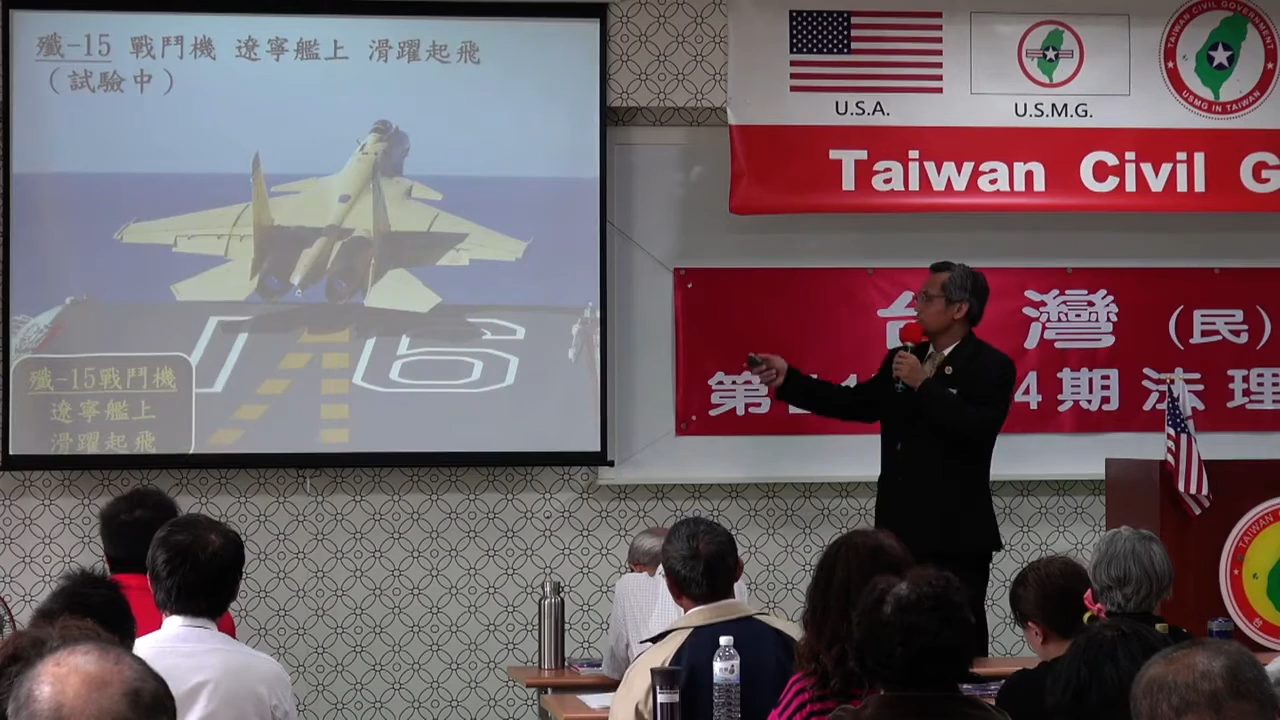 殲-15 戰鬥機 遼寧艦上 滑躍起飛
（試驗中）
16
殲-15戰鬥機
遼寧艦上
滑躍起飛
U.S.A.
U.S.M.G.
TAIWAN CIVIL GOVERNMENT
USMG IN TAIWAN
Taiwan Civil G
台灣（民）
第 4期法理